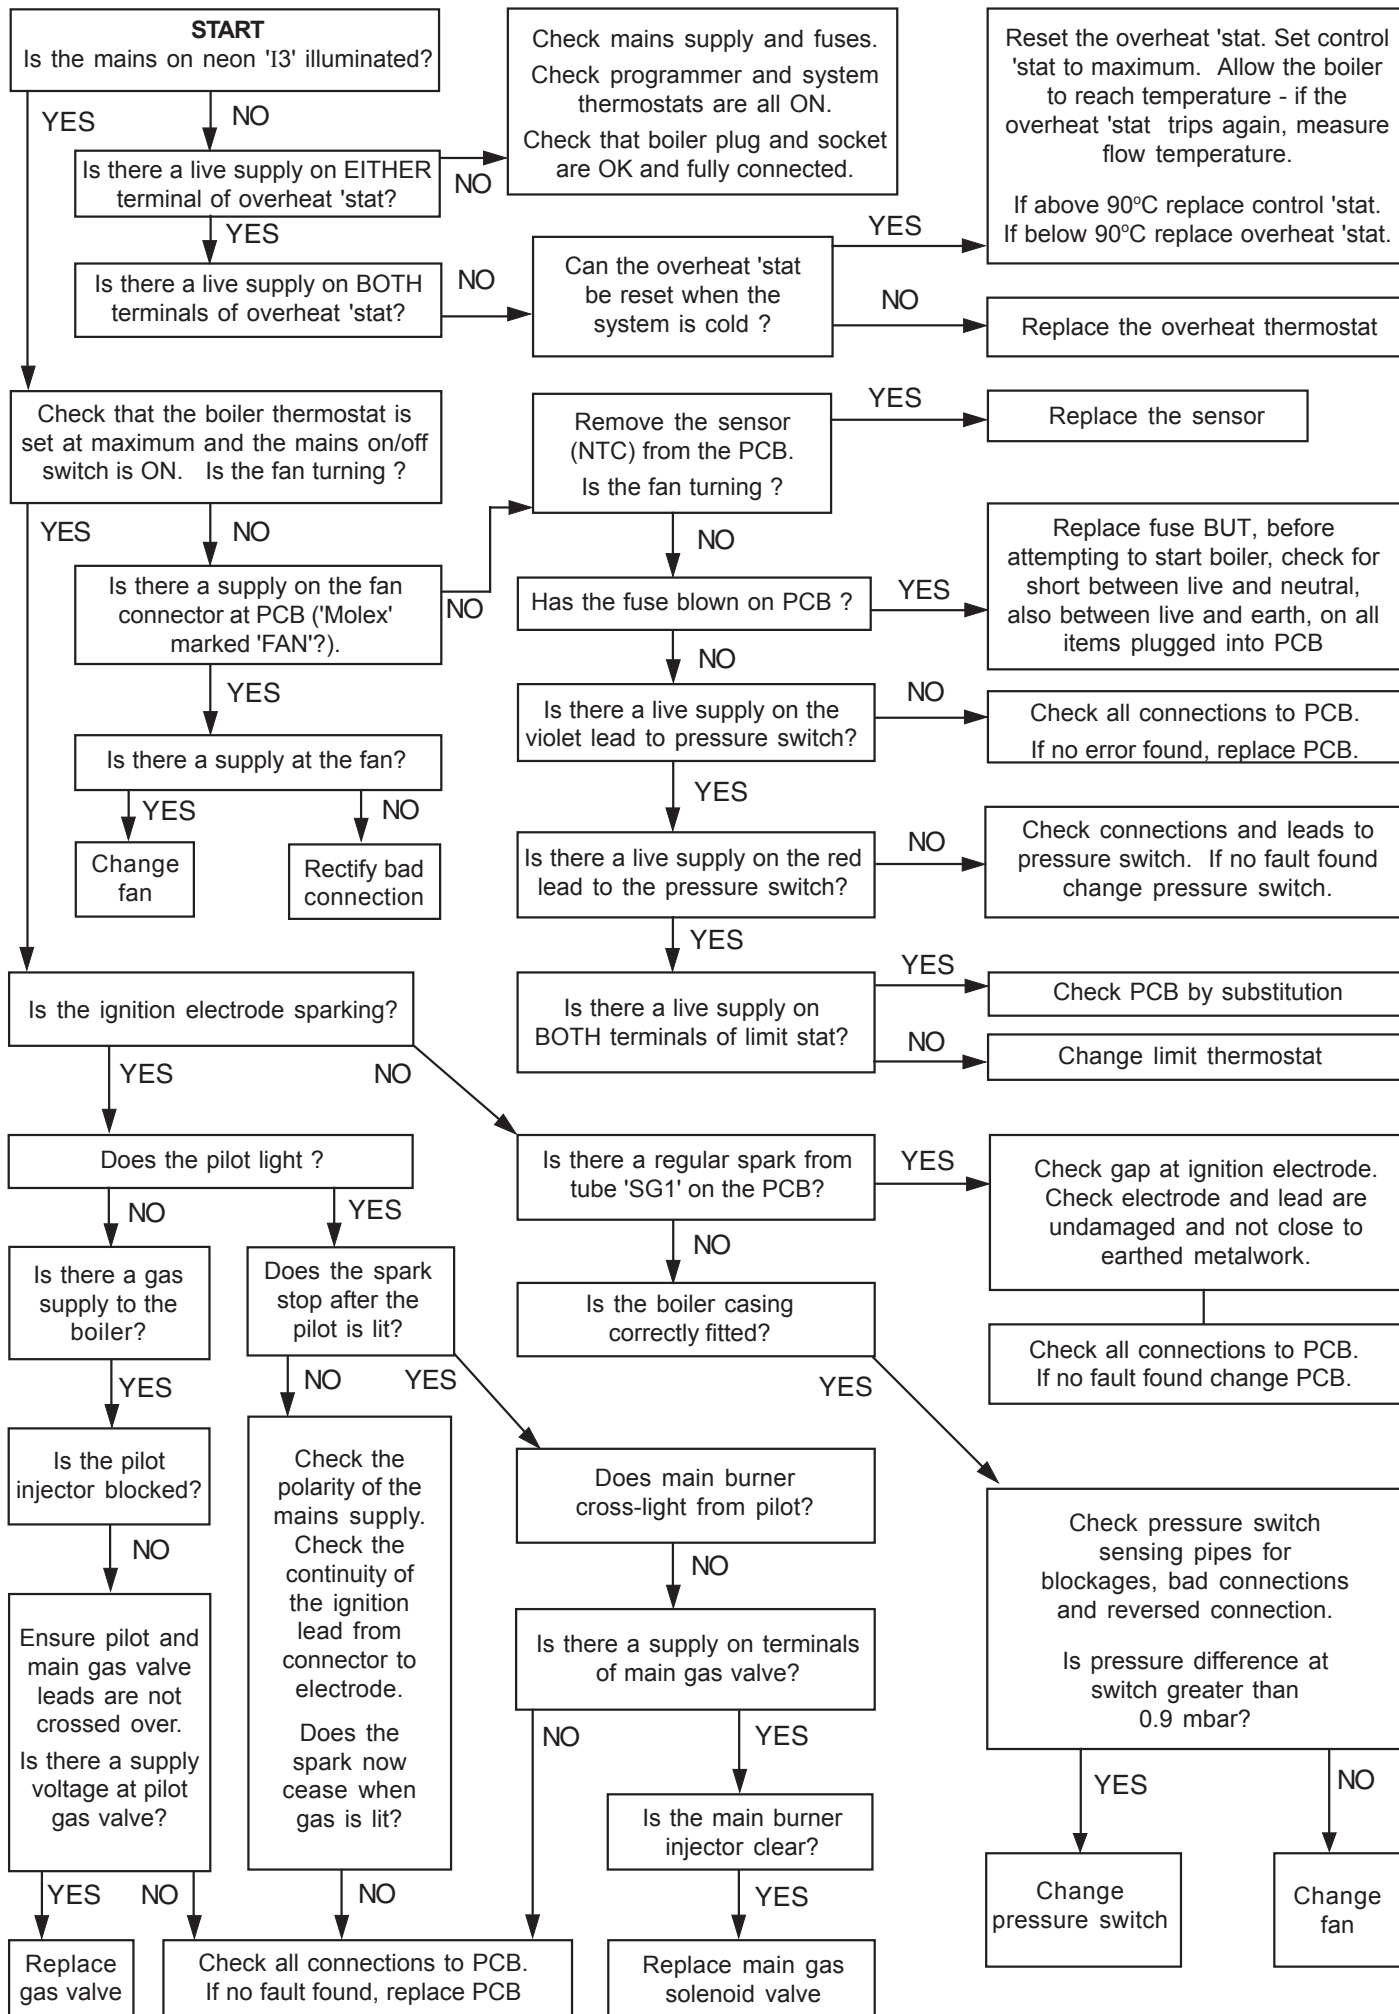 START
Is the mains on neon 'I3' illuminated?
YES
NO
Is there a live supply on EITHER
terminal of overheat 'stat?
NO
Check mains supply and fuses.
Check programmer and system
thermostats are all ON.
Check that boiler plug and socket
are OK and fully connected.
YES
Is there a live supply on BOTH
terminals of overheat 'stat?
NO
Can the overheat 'stat
be reset when the
system is cold ?
YES
Reset the overheat 'stat. Set control
'stat to maximum. Allow the boiler
to reach temperature - if the
overheat 'stat trips again, measure
flow temperature.
If above 90°C replace control 'stat.
If below 90°C replace overheat 'stat.
NO
Replace the overheat thermostat
Check that the boiler thermostat is
set at maximum and the mains on/off
switch is ON. Is the fan turning ?
YES
NO
Is there a supply on the fan
connector at PCB ('Molex'
marked 'FAN'?).
NO
YES
Is there a supply at the fan?
YES
NO
Change
fan
Rectify bad
connection
Remove the sensor
(NTC) from the PCB.
Is the fan turning ?
YES
Replace the sensor
NO
Has the fuse blown on PCB ?
YES
Replace fuse BUT, before
attempting to start boiler, check for
short between live and neutral,
also between live and earth, on all
items plugged into PCB
NO
Is there a live supply on the
violet lead to pressure switch?
NO
Check all connections to PCB.
If no error found, replace PCB.
YES
Is there a live supply on the red
lead to the pressure switch?
NO
Check connections and leads to
pressure switch. If no fault found
change pressure switch.
YES
Is there a live supply on
BOTH terminals of limit stat?
YES
Check PCB by substitution
NO
Change limit thermostat
Is the ignition electrode sparking?
YES
NO
Does the pilot light ?
NO
YES
Is there a gas
supply to the
boiler?
YES
Is the pilot
injector blocked?
NO
Ensure pilot and
main gas valve
leads are not
crossed over.
Is there a supply
voltage at pilot
gas valve?
YES
NO
Replace
gas valve
Does the spark
stop after the
pilot is lit?
NO
YES
Check the
polarity of the
mains supply.
Check the
continuity of
the ignition
lead from
connector to
electrode.
Does the
spark now
cease when
gas is lit?
NO
Check all connections to PCB.
If no fault found, replace PCB
Is there a regular spark from
tube 'SG1' on the PCB?
YES
Check gap at ignition electrode.
Check electrode and lead are
undamaged and not close to
earthed metalwork.
Check all connections to PCB.
If no fault found change PCB.
NO
Is the boiler casing
correctly fitted?
YES
Check pressure switch
sensing pipes for
blockages, bad connections
and reversed connection.
Is pressure difference at
switch greater than
0.9 mbar?
YES
NO
Change
pressure switch
Change
fan
Does main burner
cross-light from pilot?
NO
Is there a supply on terminals
of main gas valve?
NO
YES
Is the main burner
injector clear?
YES
Replace main gas
solenoid valve